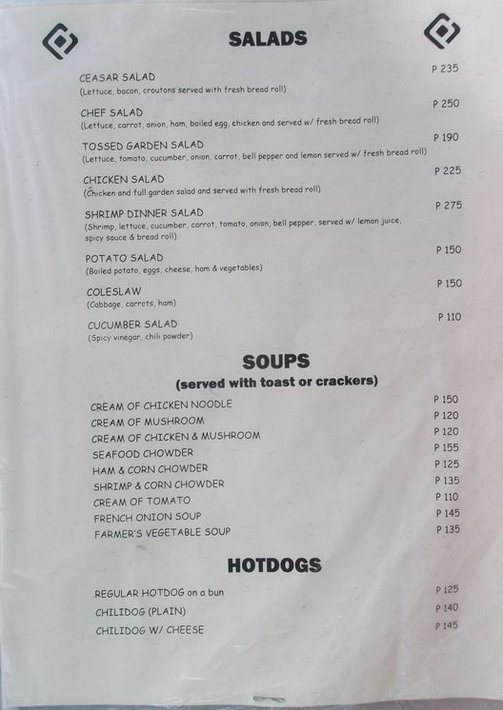 SALADS
CEASAR SALAD P 235
(Lettuce, bacon, croutons served with fresh bread roll)
CHEF SALAD P 250
(Lettuce, carrot, onion, ham, boiled egg, chicken and served w/ fresh bread roll)
TOSSED GARDEN SALAD P 190
(Lettuce, tomato, cucumber, onion, carrot, bell pepper and lemon served w/ fresh bread roll)
CHICKEN SALAD P 225
(Chicken and full garden salad and served with fresh bread roll)
SHRIMP DINNER SALAD P 275
(Shrimp, lettuce, cucumber, carrot, tomato, onion, bell pepper, served w/ lemon juice,
spicy sauce & bread roll)
POTATO SALAD P 150
(Boiled potato, eggs, cheese, ham & vegetables)
COLESLAW P 150
(Cabbage, carrots, ham)
CUCUMBER SALAD P 110
(Spicy vinegar, chili powder)
SOUPS
(served with toast or crackers)
CREAM OF CHICKEN NOODLE P 150
CREAM OF MUSHROOM P 120
CREAM OF CHICKEN & MUSHROOM P 120
SEAFOOD CHOWDER P 155
HAM & CORN CHOWDER P 125
SHRIMP & CORN CHOWDER P 135
CREAM OF TOMATO P 110
FRENCH ONION SOUP P 145
FARMER'S VEGETABLE SOUP P 135
HOTDOGS
REGULAR HOTDOG on a bun P 125
CHILIDOG (PLAIN) P 140
CHILIDOG W/ CHEESE P 145